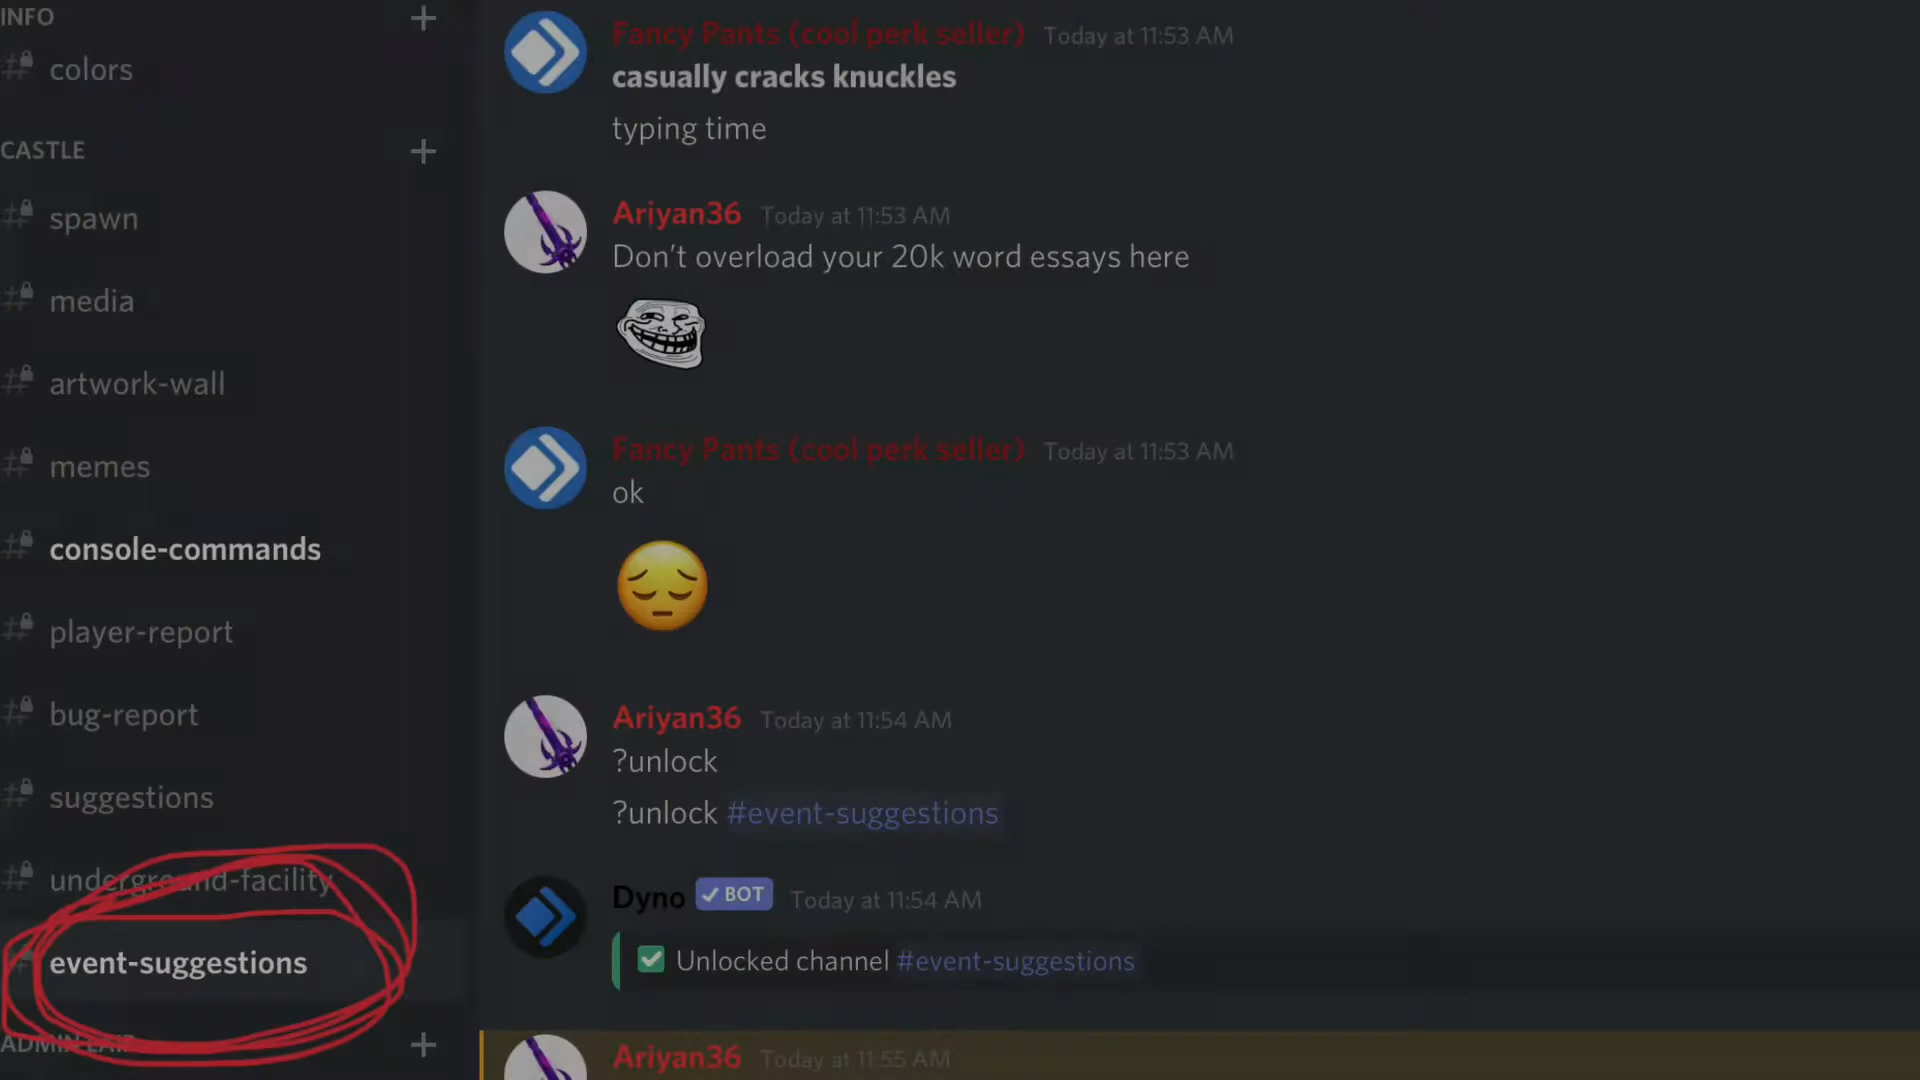 INFO
colors
CASTLE
spawn
media
artwork-wall
memes
console-commands
player-report
bug-report
suggestions
underground-facility
event-suggestions
ADMIN LAIR
Fancy Pants (cool perk seller) Today at 11:53 AM
casually cracks knuckles
typing time
Ariyan36 Today at 11:53 AM
Don't overload your 20k word essays here
Fancy Pants (cool perk seller) Today at 11:53 AM
ok
Ariyan36 Today at 11:54 AM
?unlock
?unlock #event-suggestions
Dyno BOT Today at 11:54 AM
Unlocked channel #event-suggestions
Ariyan36 Today at 11:55 AM